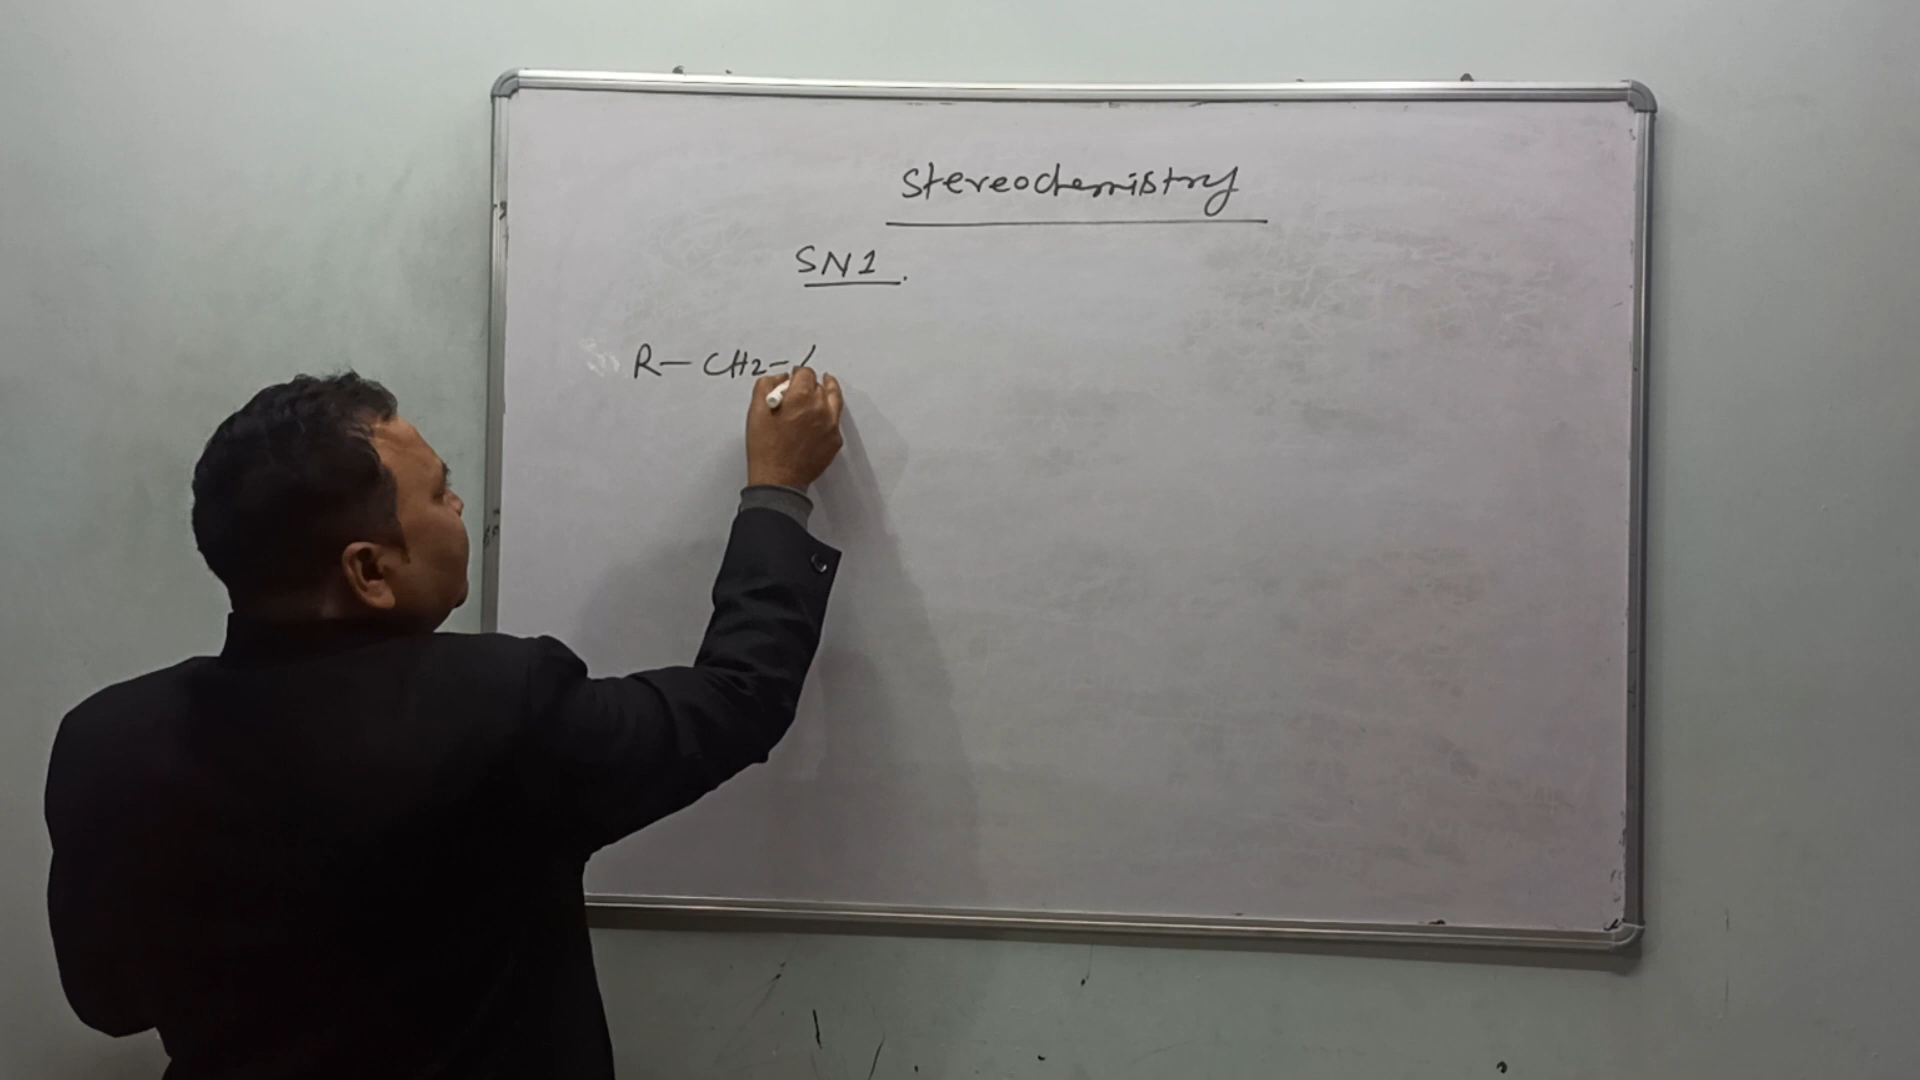 Stereochemistry
SN1.
R— CH2—